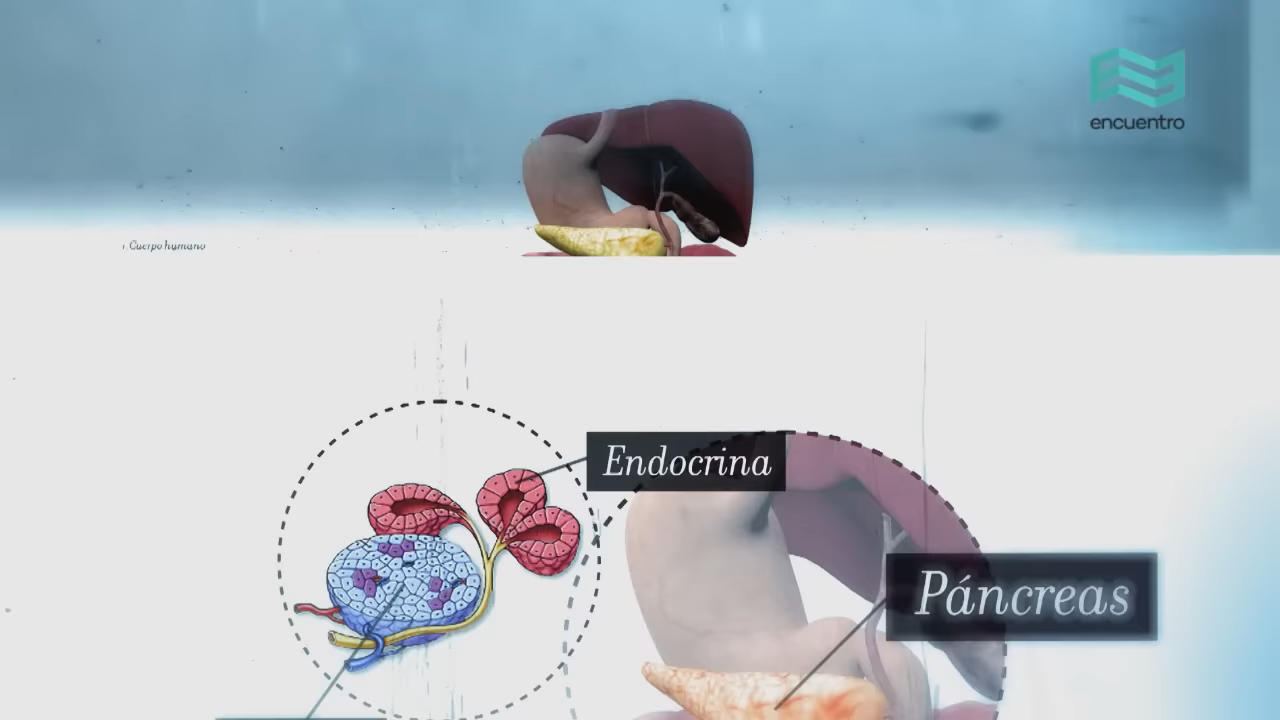 encuentro
Cuerpo humano
Endocrina
Páncreas